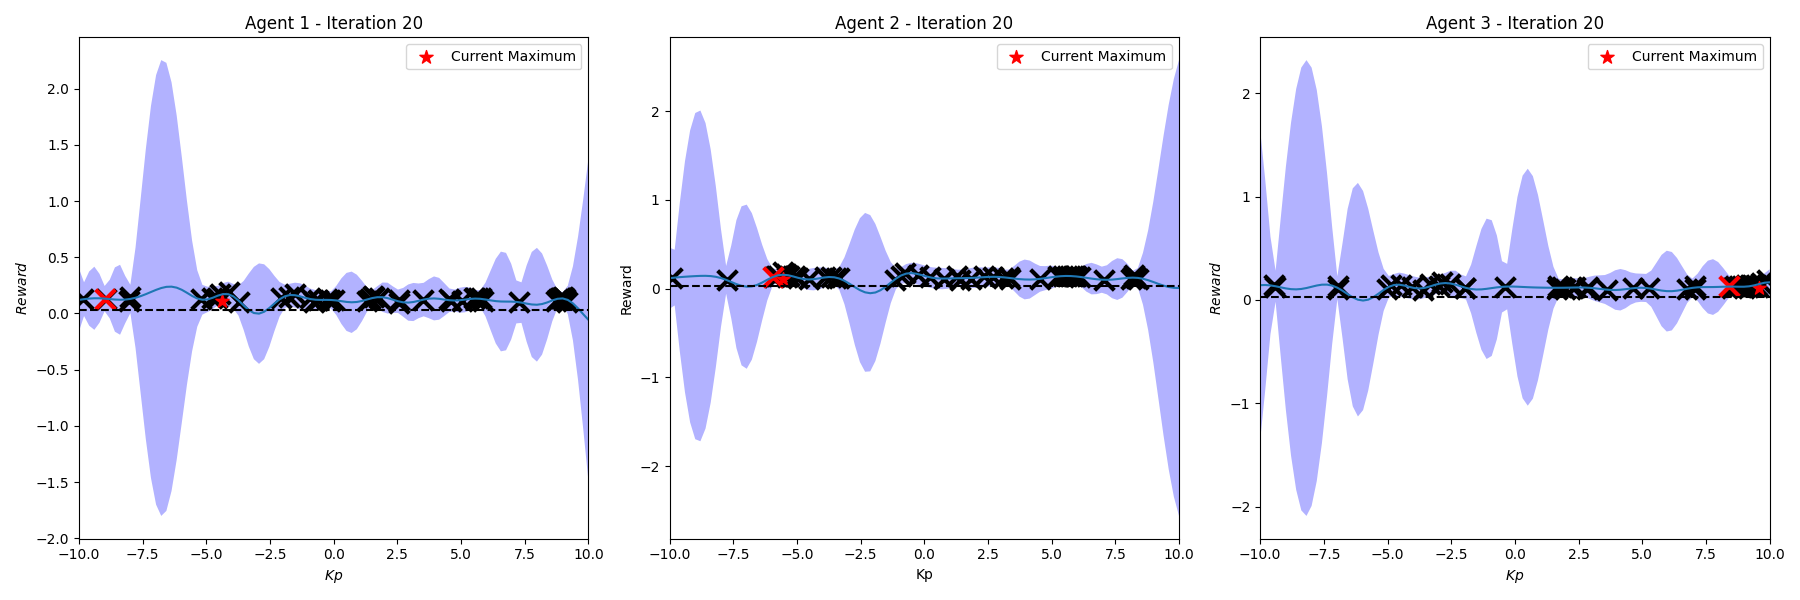 Agent 1 - Iteration 20
Current Maximum
2.0
1.5
1.0
0.5
0.0
−0.5
−1.0
−1.5
−2.0
Reward
−10.0 −7.5 −5.0 −2.5 0.0 2.5 5.0 7.5 10.0
Kp
Agent 2 - Iteration 20
Current Maximum
2
1
0
−1
−2
Reward
−10.0 −7.5 −5.0 −2.5 0.0 2.5 5.0 7.5 10.0
Kp
Agent 3 - Iteration 20
Current Maximum
2
1
0
−1
−2
Reward
−10.0 −7.5 −5.0 −2.5 0.0 2.5 5.0 7.5 10.0
Kp